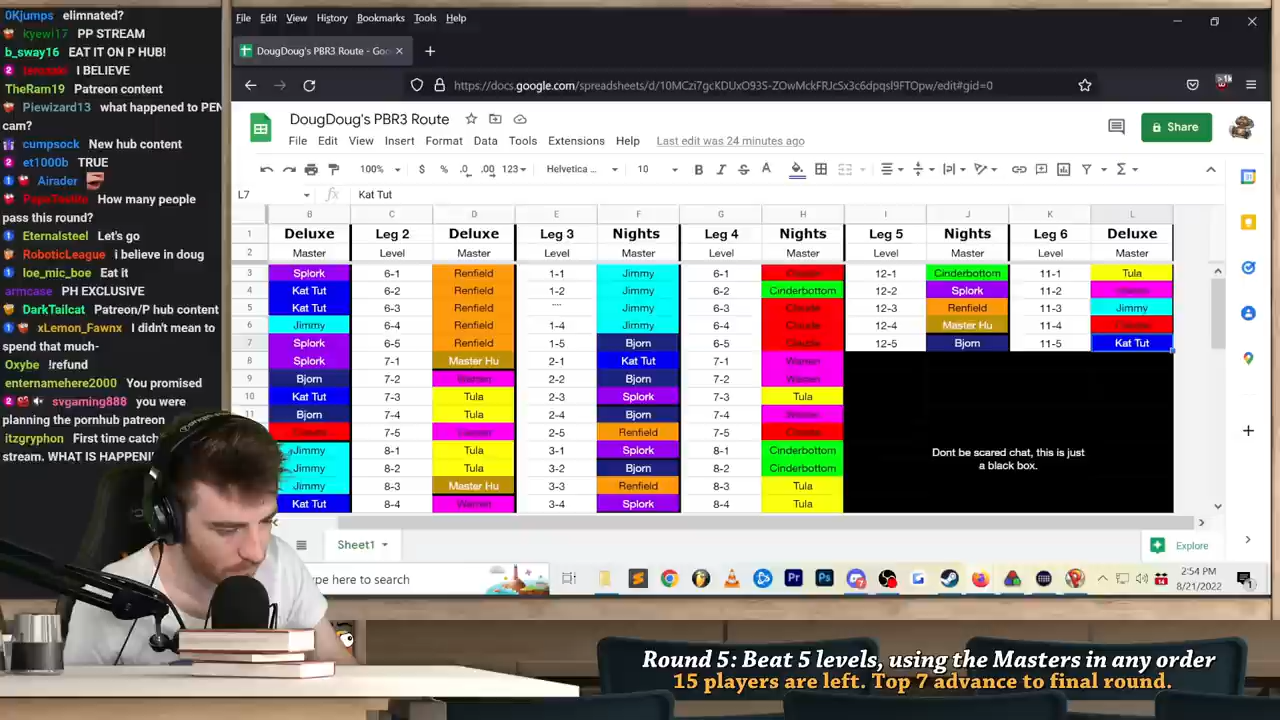 0Kjumps elimnated?
kyewi17 PP STREAM
b_sway16 EAT IT ON P HUB!
I BELIEVE
TheRam19 Patreon content
Piewizard13 what happened to PEN
cam?
cumpsock New hub content
et1000b TRUE
Airader
How many people
pass this round?
Eternalsteel Let's go
RoboticLeague i believe in doug
loe_mic_boe Eat it
armcase PH EXCLUSIVE
DarkTailcat Patreon/P hub content
xLemon_Fawnx I didn't mean to
spend that much-
Oxybe !refund
enternamehere2000 You promised
svgaming888 you were
planning the pornhub patreon
itzgryphon First time catch
stream. WHAT IS HAPPENI
File Edit View History Bookmarks Tools Help
DougDoug's PBR3 Route - Goo
https://docs.google.com/spreadsheets/d/10MCzi7gcKDUxO93S-ZOwMckFRJcSx3c6dpqsl9FTOpw/edit#gid=0
DougDoug's PBR3 Route
File Edit View Insert Format Data Tools Extensions Help Last edit was 24 minutes ago
Share
100% $ % .0 .00 123 Helvetica ... 10 B I S A
L7 fx Kat Tut
B C D E F G H I J K L
1 Deluxe Leg 2 Deluxe Leg 3 Nights Leg 4 Nights Leg 5 Nights Leg 6 Deluxe
2 Master Level Master Level Master Level Master Level Master Level Master
3 Splork 6-1 Renfield 1-1 Jimmy 6-1 Claude 12-1 Cinderbottom 11-1 Tula
4 Kat Tut 6-2 Renfield 1-2 Jimmy 6-2 Cinderbottom 12-2 Splork 11-2 Warren
5 Kat Tut 6-3 Renfield Jimmy 6-3 Claude 12-3 Renfield 11-3 Jimmy
6 Jimmy 6-4 Renfield 1-4 Jimmy 6-4 Claude 12-4 Master Hu 11-4 Claude
7 Splork 6-5 Renfield 1-5 Bjorn 6-5 Claude 12-5 Bjorn 11-5 Kat Tut
8 Splork 7-1 Master Hu 2-1 Kat Tut 7-1 Warren
9 Bjorn 7-2 Warren 2-2 Bjorn 7-2 Warren
10 Kat Tut 7-3 Tula 2-3 Splork 7-3 Tula
11 Bjorn 7-4 Tula 2-4 Bjorn 7-4 Warren
Claude 7-5 Warren 2-5 Renfield 7-5 Claude
Jimmy 8-1 Tula 3-1 Splork 8-1 Cinderbottom
Jimmy 8-2 Tula 3-2 Bjorn 8-2 Cinderbottom
Jimmy 8-3 Master Hu 3-3 Renfield 8-3 Tula
Kat Tut 8-4 Warren 3-4 Splork 8-4 Tula
Dont be scared chat, this is just
a black box.
Sheet1
Explore
ype here to search
2:54 PM
8/21/2022
Round 5: Beat 5 levels, using the Masters in any order
15 players are left. Top 7 advance to final round.